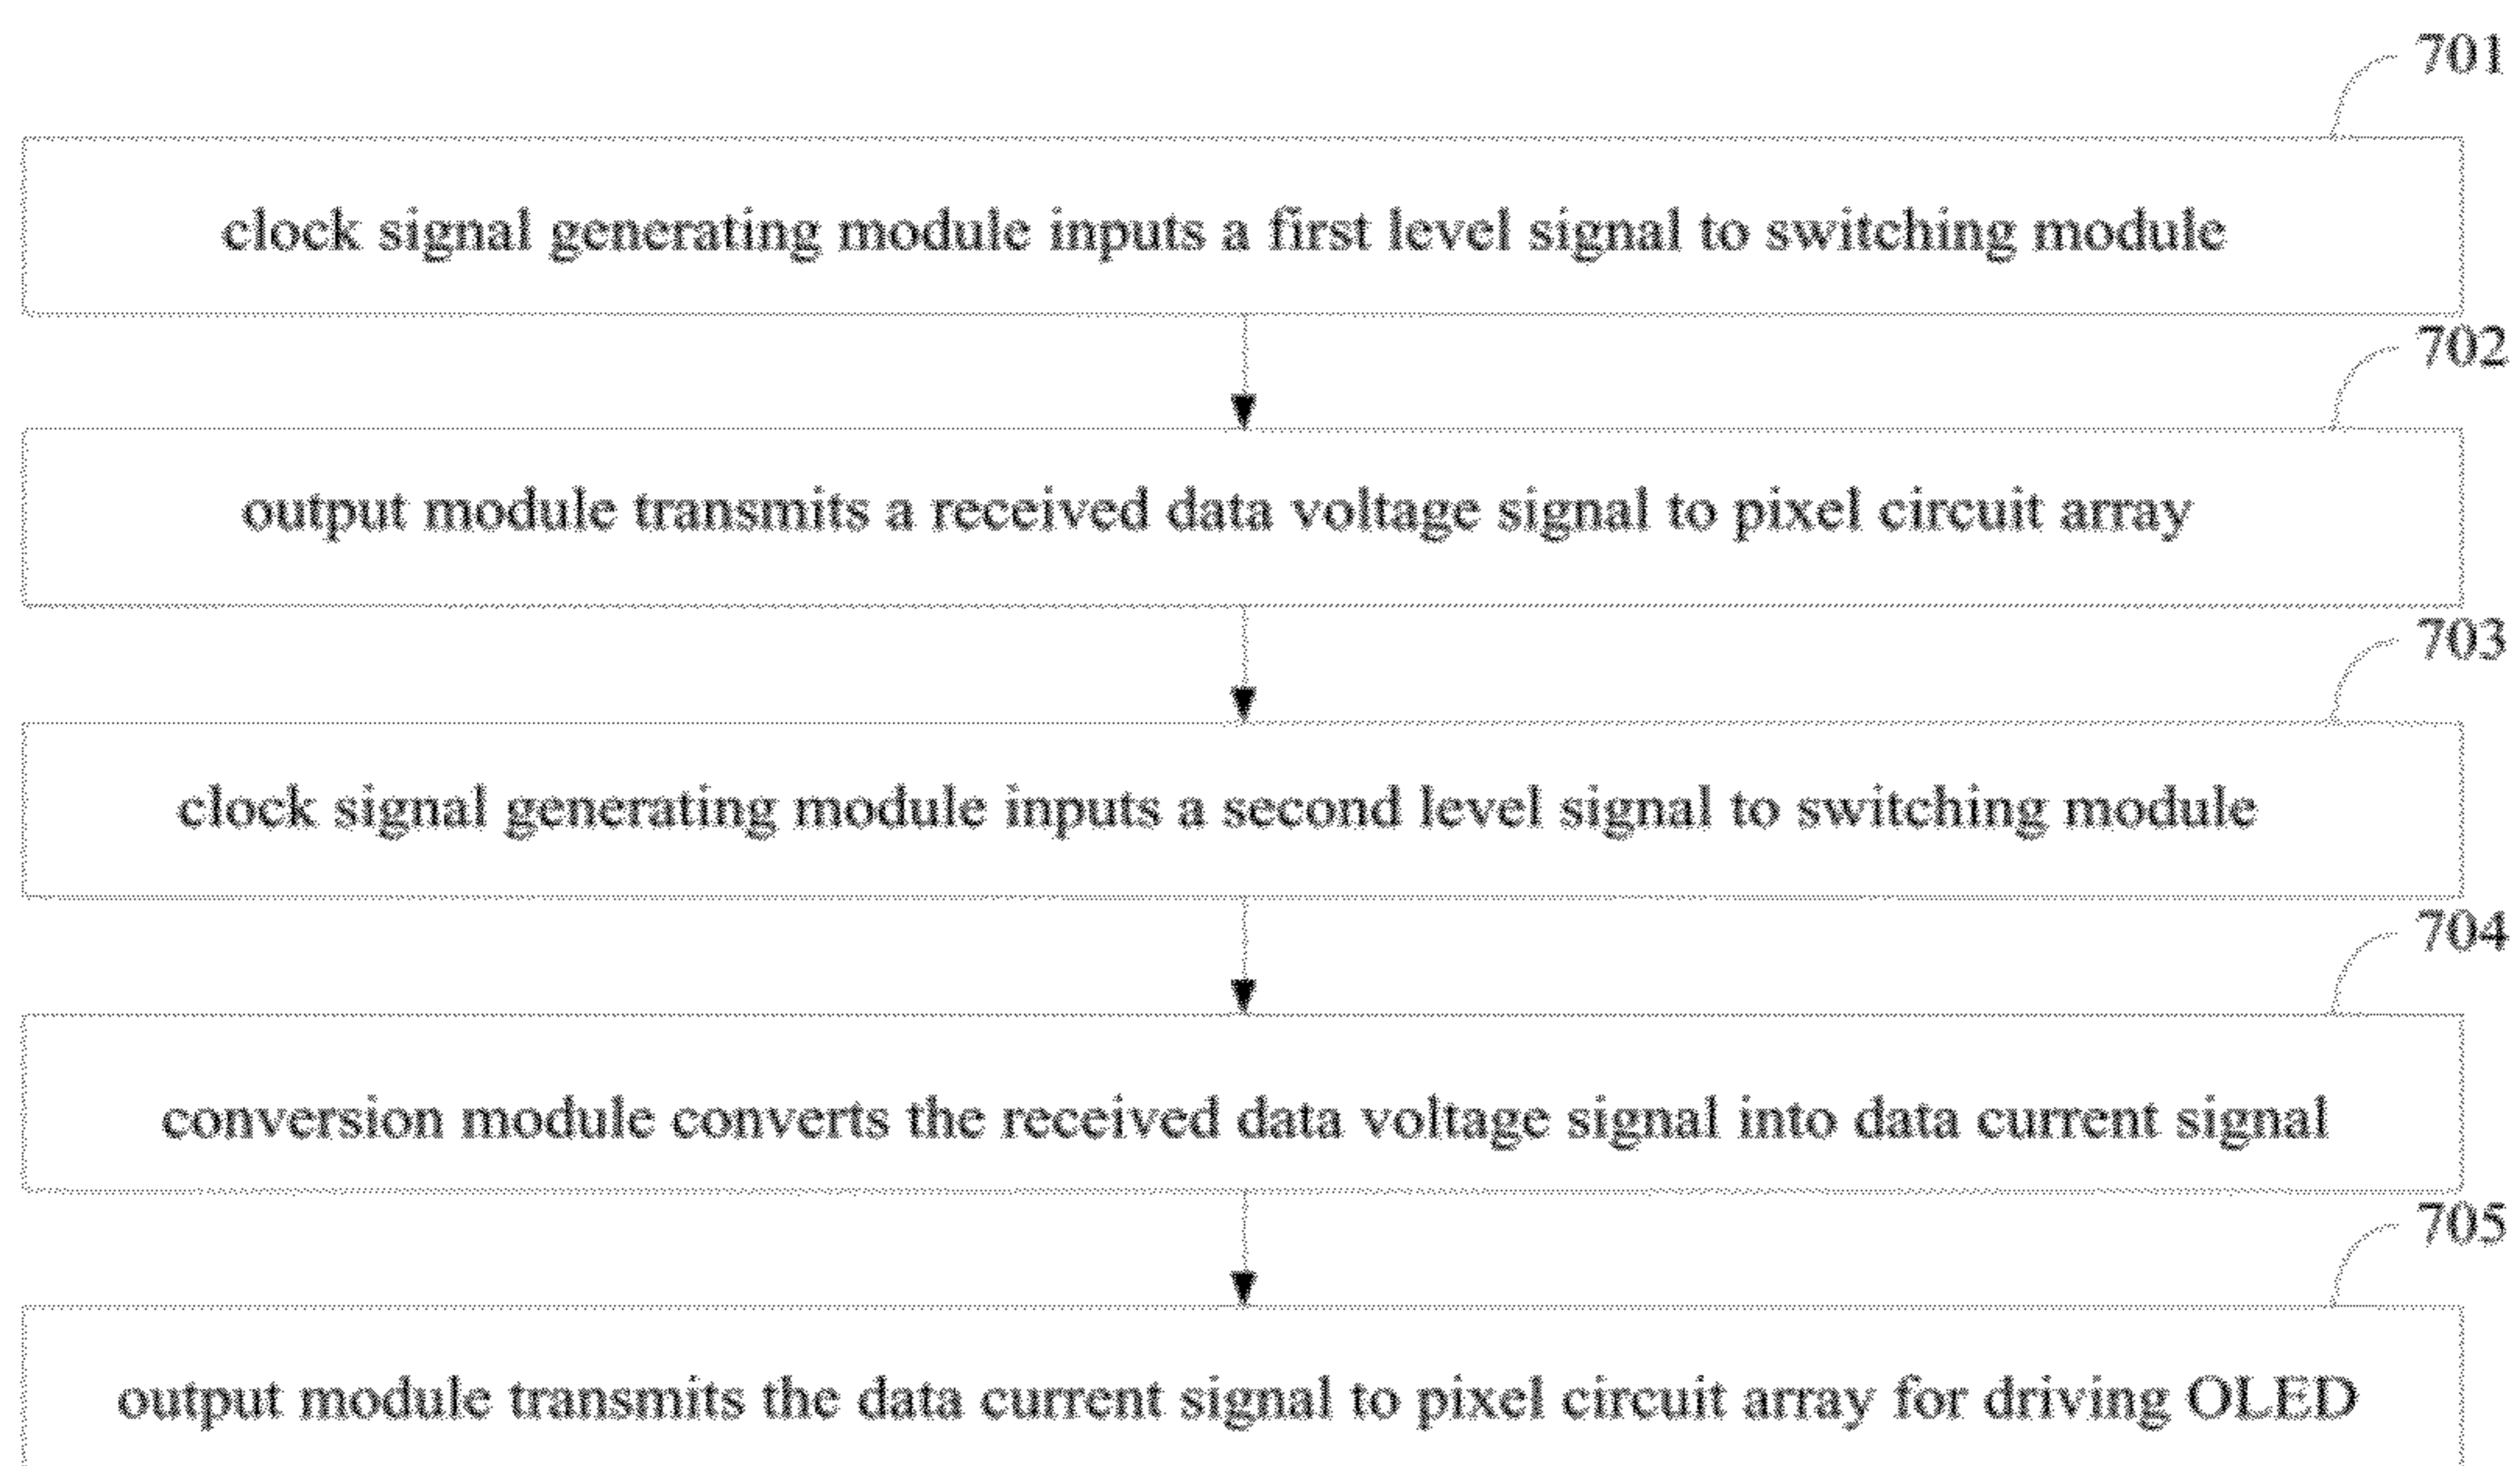 701
clock signal generating module inputs a first level signal to switching module
702
output module transmits a received data voltage signal to pixel circuit array
703
clock signal generating module inputs a second level signal to switching module
704
conversion module converts the received data voltage signal into data current signal
705
output module transmits the data current signal to pixel circuit array for driving OLED